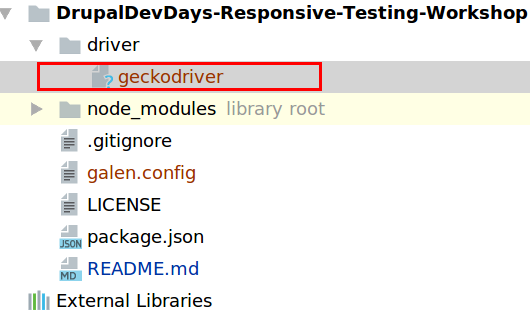 DrupalDevDays-Responsive-Testing-Workshop
driver
? geckodriver
node_modules library root
.gitignore
galen.config
LICENSE
JSON package.json
MD README.md
External Libraries